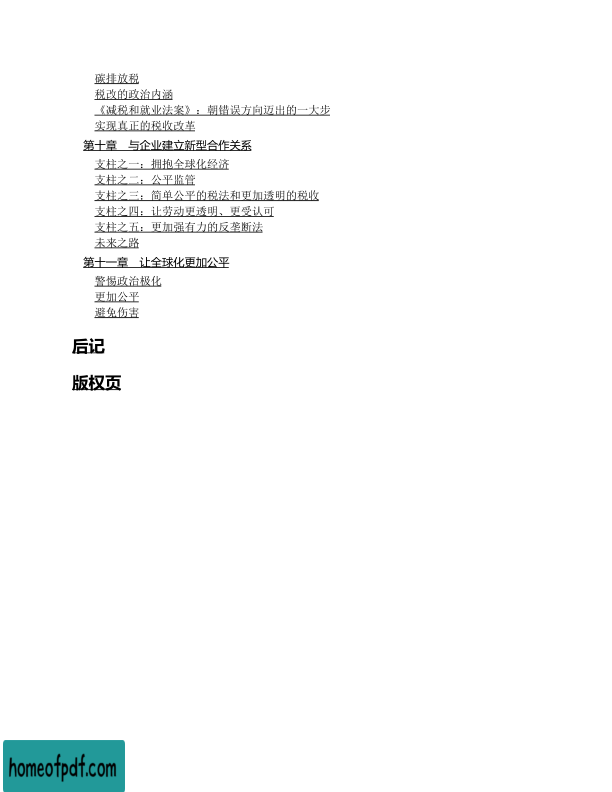 碳排放税
税改的政治内涵
《减税和就业法案》：朝错误方向迈出的一大步
实现真正的税收改革
第十章　与企业建立新型合作关系
支柱之一：拥抱全球化经济
支柱之二：公平监管
支柱之三：简单公平的税法和更加透明的税收
支柱之四：让劳动更透明、更受认可
支柱之五：更加强有力的反垄断法
未来之路
第十一章　让全球化更加公平
警惕政治极化
更加公平
避免伤害
后记
版权页
homeofpdf.com